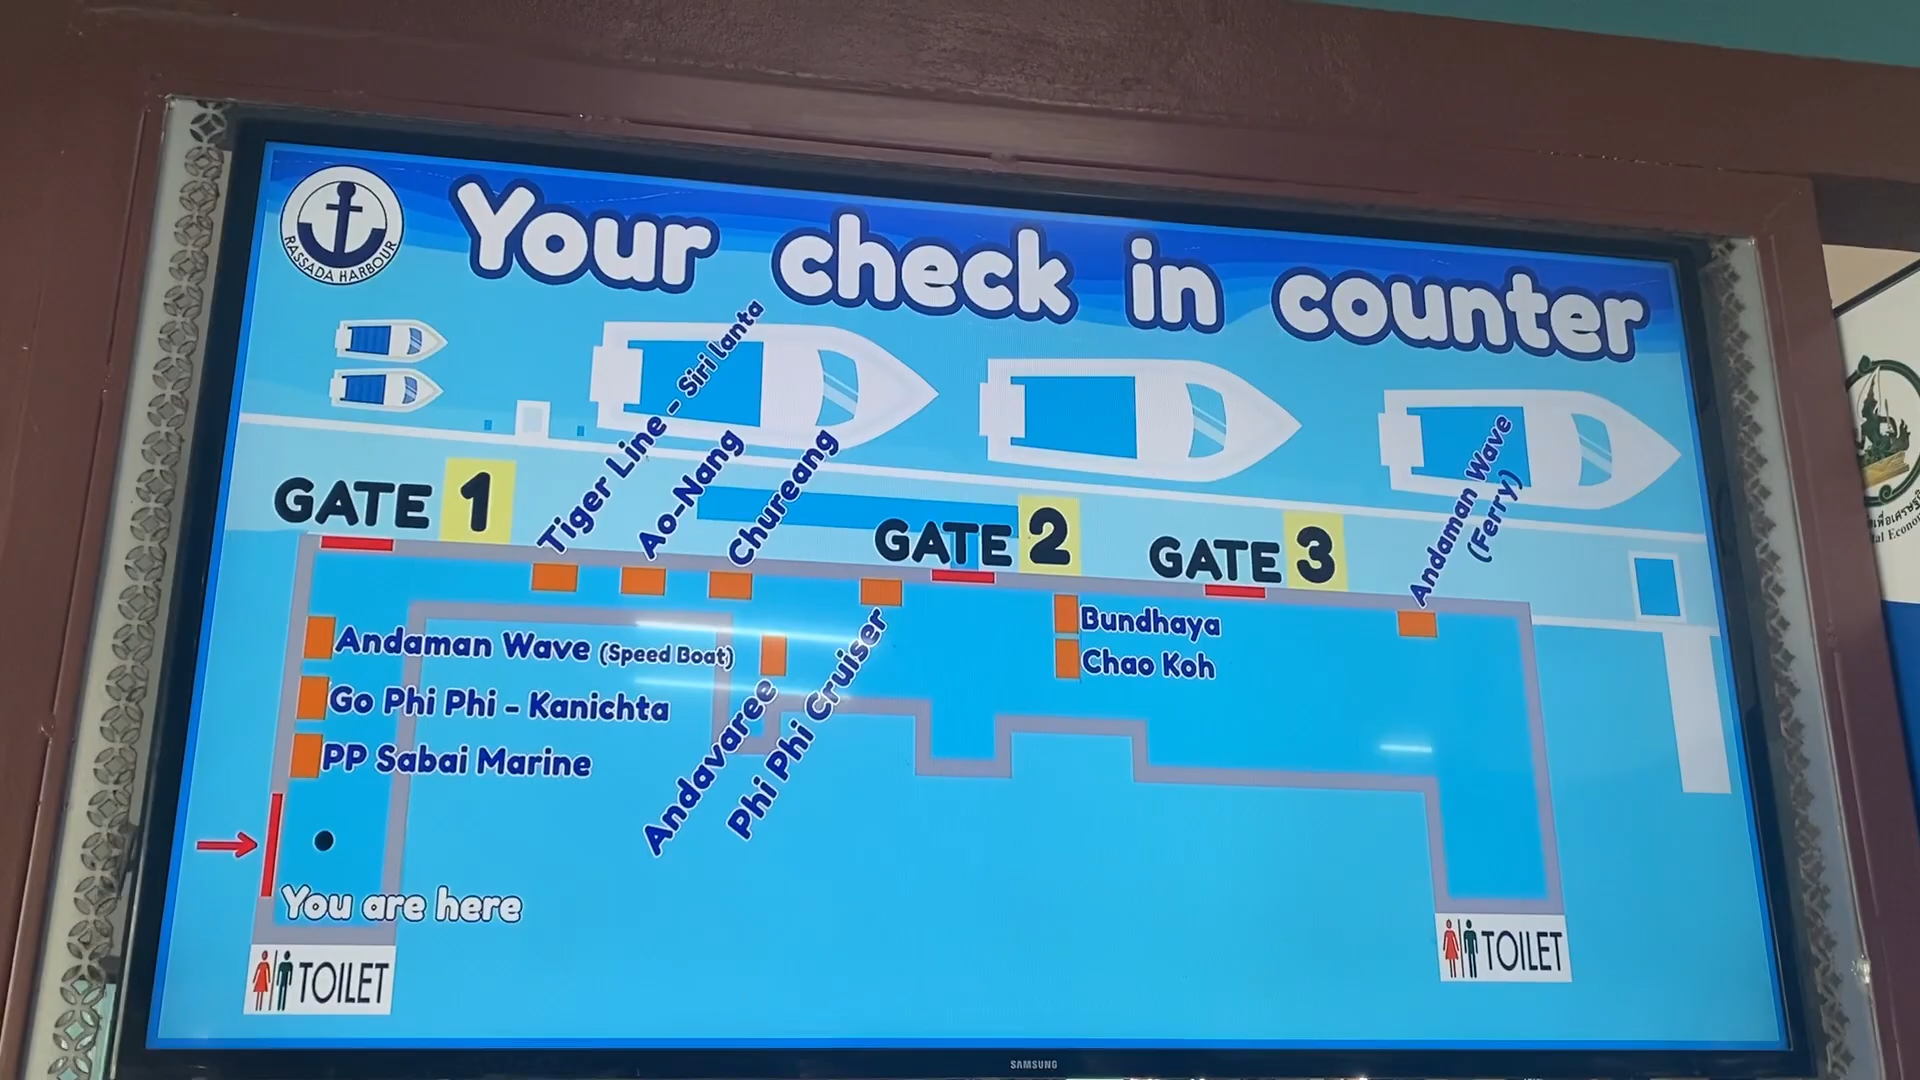 RASSADA HARBOUR
Your check in counter
Tiger Line - Siri lanta
Ao-Nang
Chureang
Andaman Wave
(Ferry)
GATE 1
GATE 2
GATE 3
Andaman Wave (Speed Boat)
Go Phi Phi - Kanichta
PP Sabai Marine
Andavaree
Phi Phi Cruiser
Bundhaya
Chao Koh
You are here
TOILET
TOILET
SAMSUNG